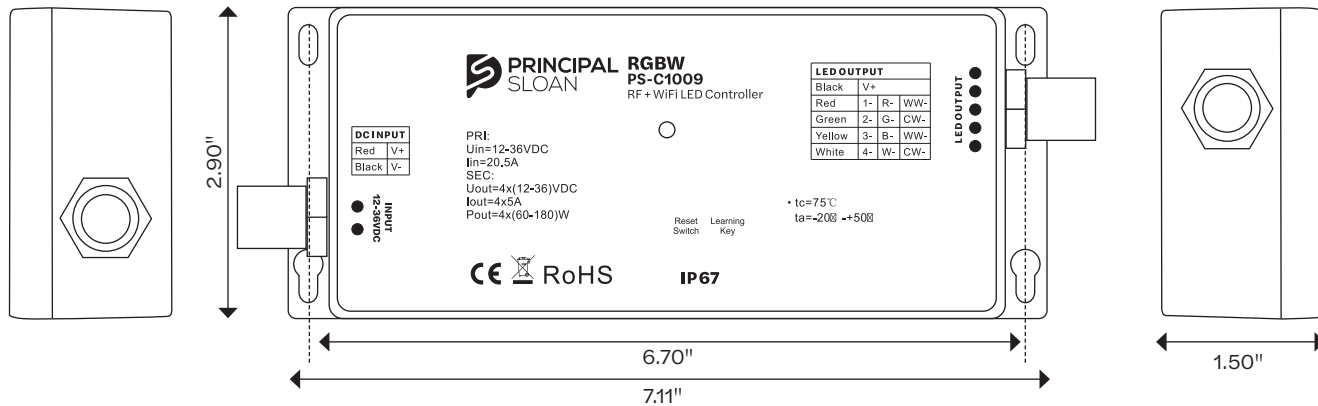 PRINCIPAL
SLOAN
RGBW
PS-C1009
RF + WiFi LED Controller
DC INPUT
Red V+
Black V-
INPUT
12-36VDC
PRI:
Uin=12-36VDC
Iin=20.5A
SEC:
Uout=4x(12-36)VDC
Iout=4x5A
Pout=4x(60-180)W
CE RoHS
Reset Switch
Learning Key
IP67
LED OUTPUT
Black V+
Red 1- R- WW-
Green 2- G- CW-
Yellow 3- B- WW-
White 4- W- CW-
LED OUTPUT
• tc=75℃
ta=-20 -+50
2.90"
6.70"
7.11"
1.50"